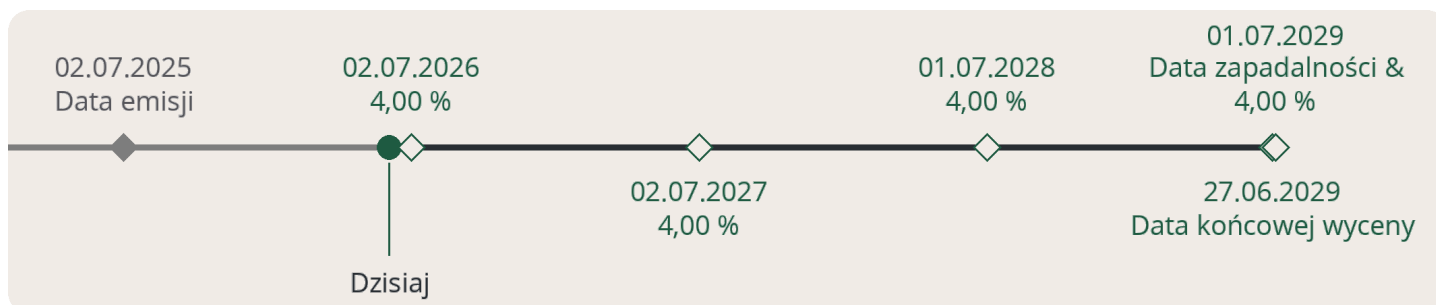 02.07.2025
Data emisji
02.07.2026
4,00 %
02.07.2027
4,00 %
01.07.2028
4,00 %
01.07.2029
Data zapadalności &
4,00 %
27.06.2029
Data końcowej wyceny
Dzisiaj